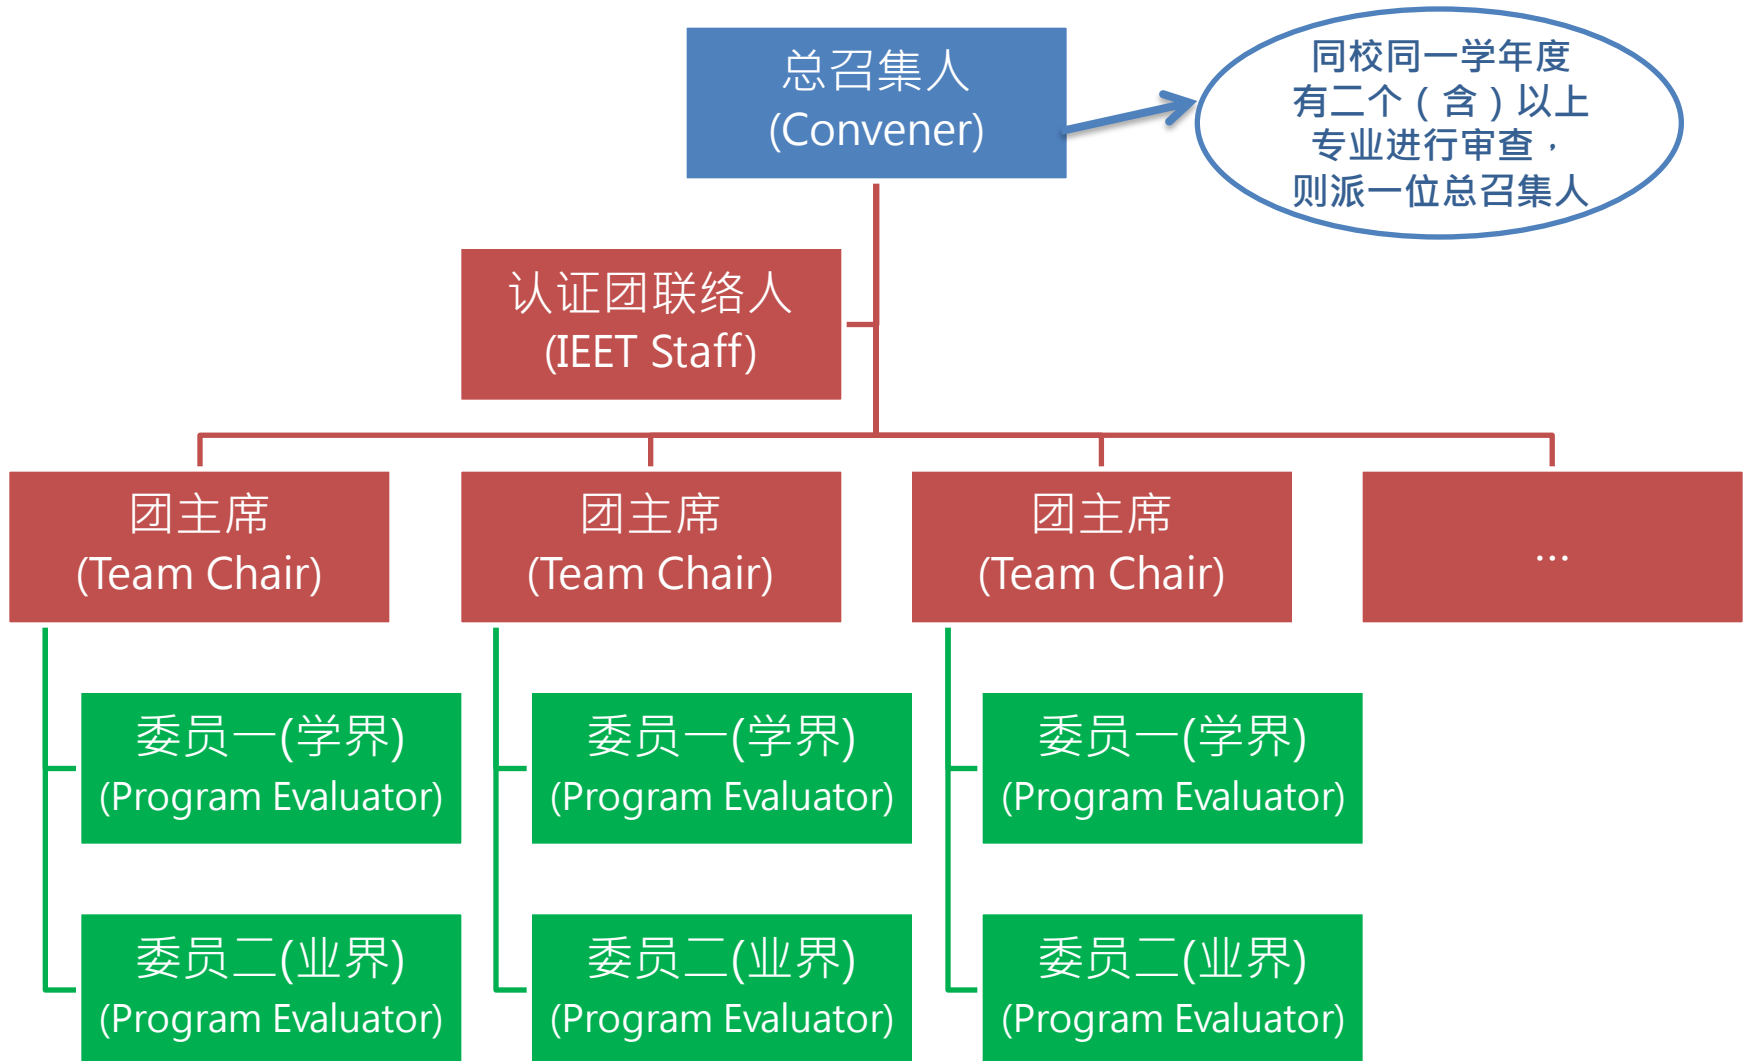 总召集人
(Convener)
同校同一学年度
有二个（含）以上
专业进行审查，
则派一位总召集人
认证团联络人
(IEET Staff)
团主席
(Team Chair)
团主席
(Team Chair)
团主席
(Team Chair)
...
委员一(学界)
(Program Evaluator)
委员一(学界)
(Program Evaluator)
委员一(学界)
(Program Evaluator)
委员二(业界)
(Program Evaluator)
委员二(业界)
(Program Evaluator)
委员二(业界)
(Program Evaluator)